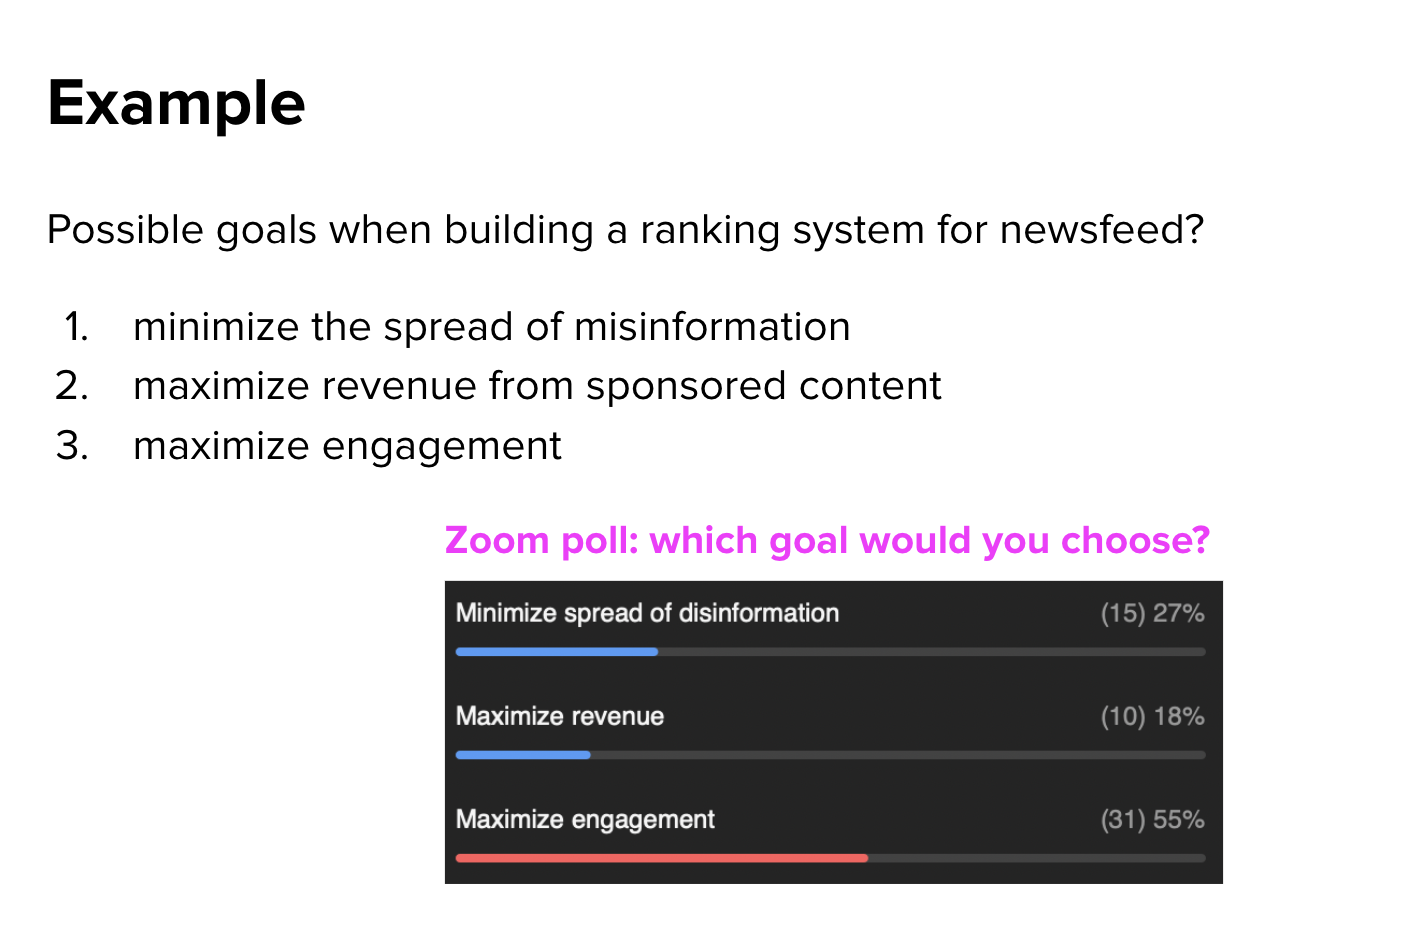 Example
Possible goals when building a ranking system for newsfeed?
1. minimize the spread of misinformation
2. maximize revenue from sponsored content
3. maximize engagement
Zoom poll: which goal would you choose?
Minimize spread of disinformation (15) 27%
Maximize revenue (10) 18%
Maximize engagement (31) 55%